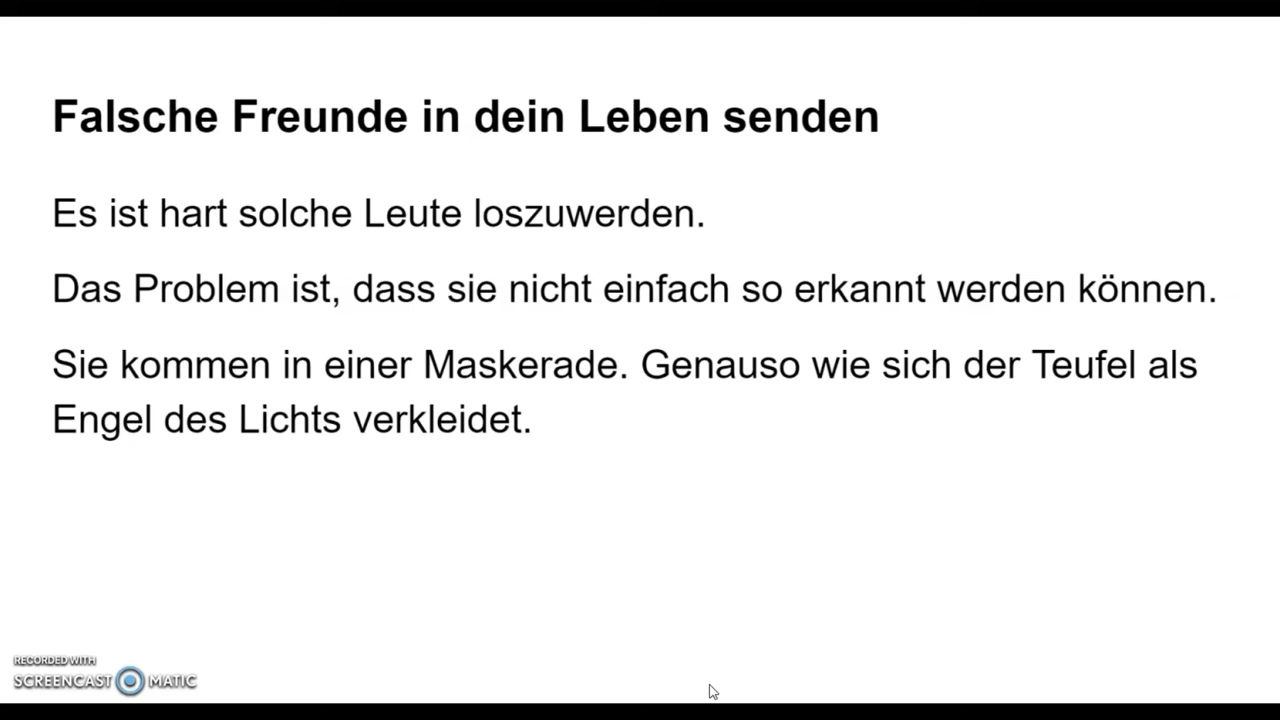 Falsche Freunde in dein Leben senden
Es ist hart solche Leute loszuwerden.
Das Problem ist, dass sie nicht einfach so erkannt werden können.
Sie kommen in einer Maskerade. Genauso wie sich der Teufel als
Engel des Lichts verkleidet.
RECORDED WITH
SCREENCAST MATIC